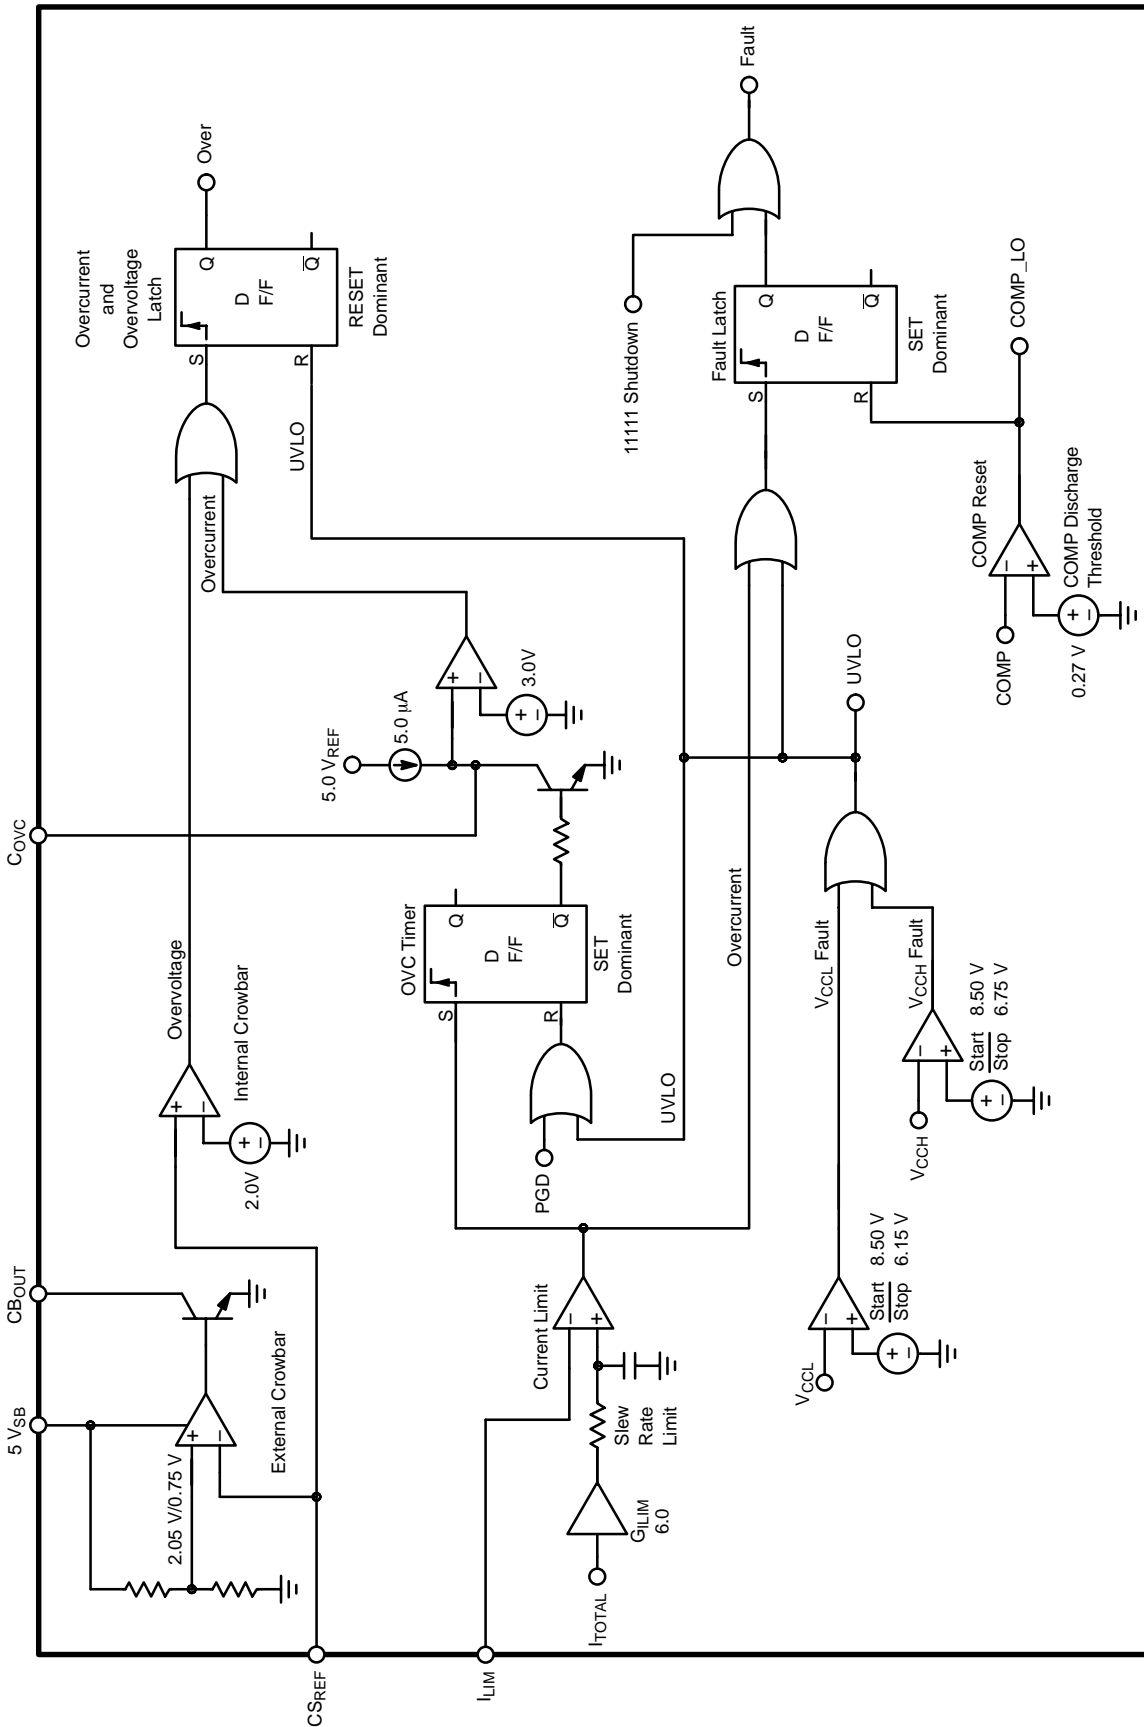 5 VSB
CBOUT
COVC
CSREF
ILIM
2.05 V/0.75 V
+
−
External Crowbar
+
−
2.0V
+
−
Internal Crowbar
Overvoltage
Overcurrent
and
Overvoltage
Latch
S
Q
D
F/F
R
Q
RESET
Dominant
Over
Overcurrent
UVLO
5.0 VREF
5.0 μA
+
−
3.0V
+
−
OVC Timer
S
Q
D
F/F
R
Q
SET
Dominant
PGD
UVLO
ITOTAL
GILIM
6.0
Slew
Rate
Limit
Current Limit
−
+
Overcurrent
11111 Shutdown
Fault Latch
S
Q
D
F/F
R
Q
SET
Dominant
Fault
VCCL
−
+
Start 8.50 V
Stop 6.15 V
+
−
VCCL Fault
VCCH
−
+
Start 8.50 V
Stop 6.75 V
+
−
VCCH Fault
UVLO
COMP
−
+
COMP Reset
0.27 V
+
−
COMP Discharge
Threshold
COMP_LO